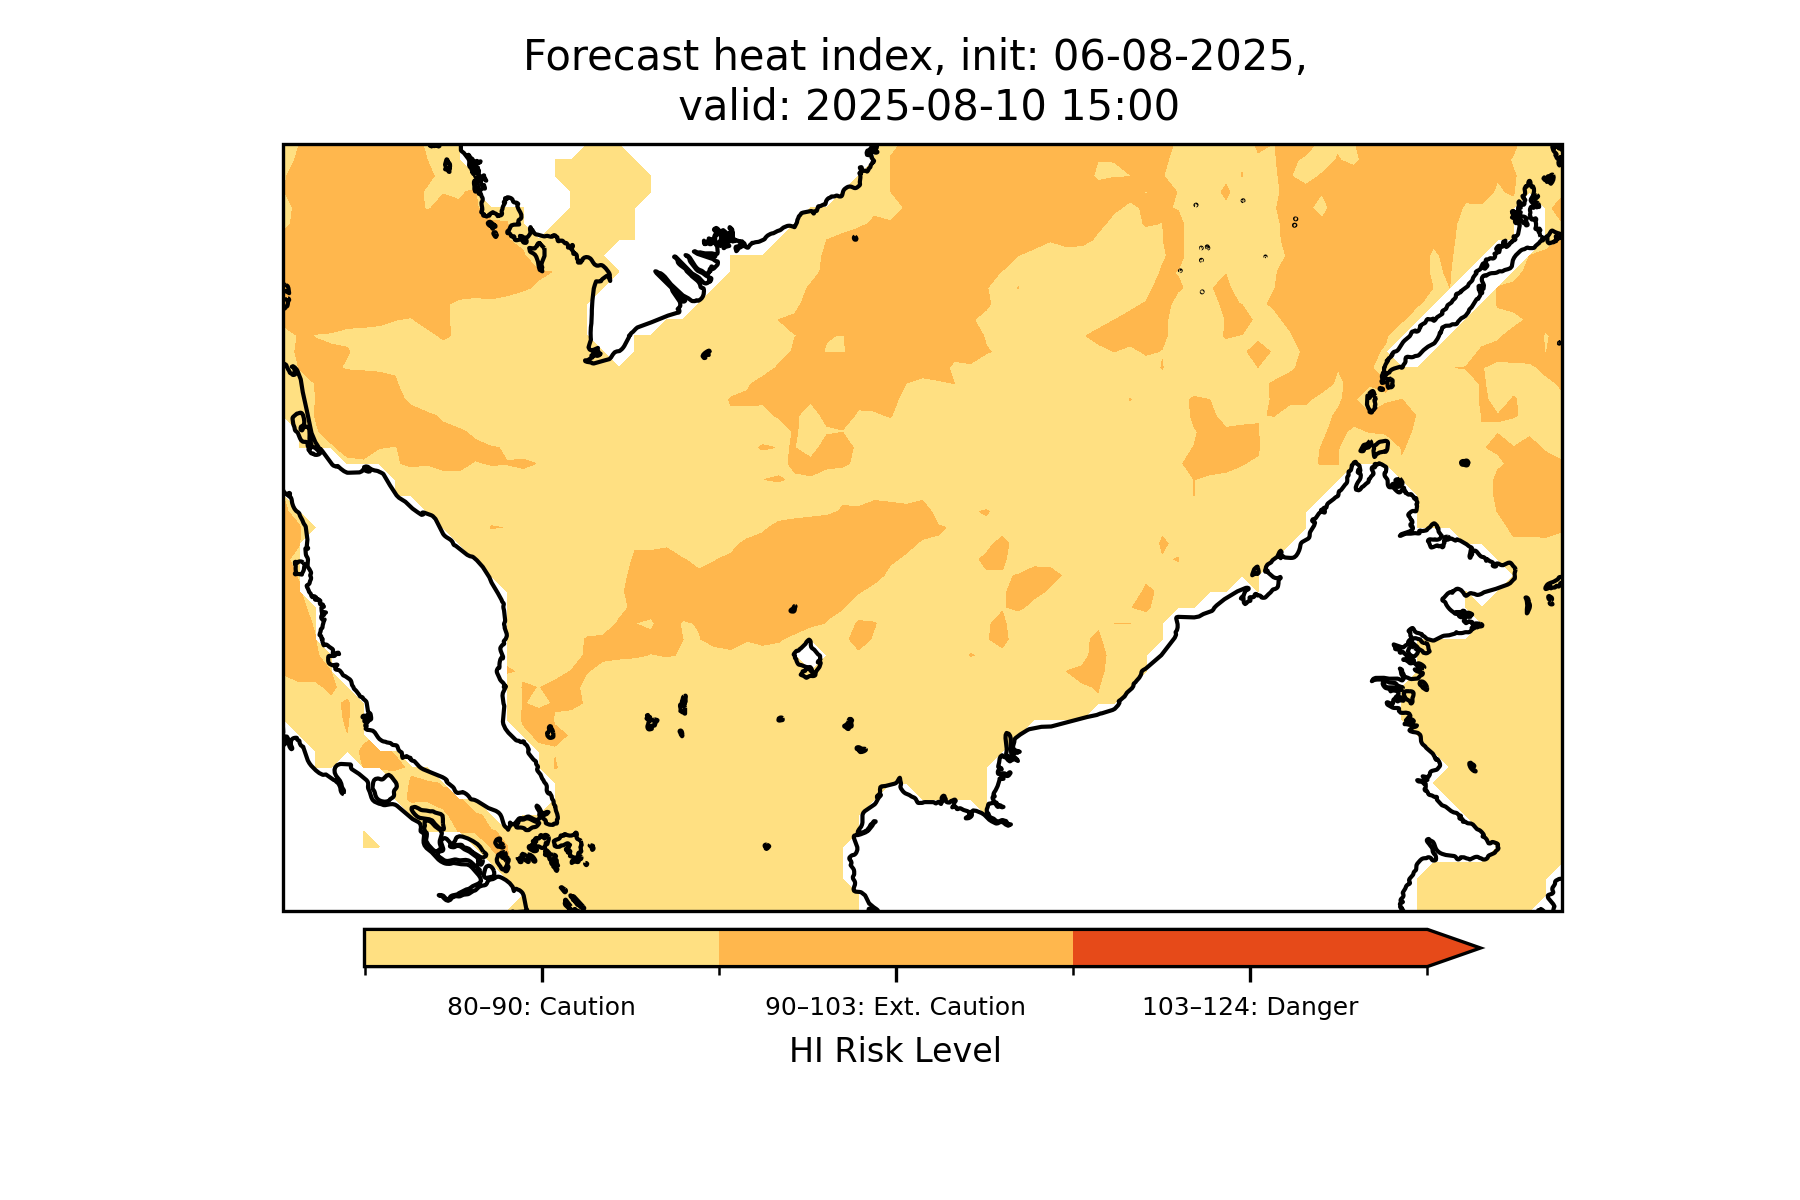 Forecast heat index, init: 06-08-2025,
valid: 2025-08-10 15:00
80–90: Caution
90–103: Ext. Caution
103–124: Danger
HI Risk Level